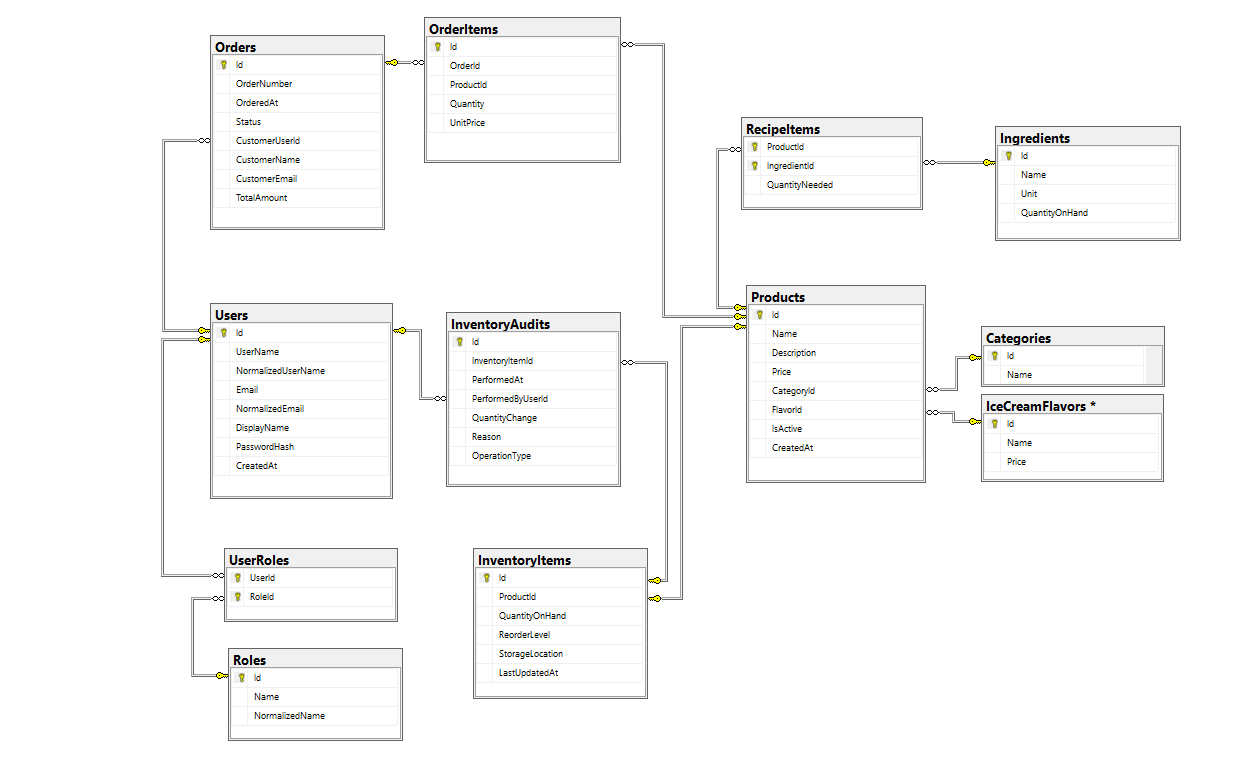 Orders
Id
OrderNumber
OrderedAt
Status
CustomerUserId
CustomerName
CustomerEmail
TotalAmount
OrderItems
Id
OrderId
ProductId
Quantity
UnitPrice
RecipeItems
ProductId
IngredientId
QuantityNeeded
Ingredients
Id
Name
Unit
QuantityOnHand
Users
Id
UserName
NormalizedUserName
Email
NormalizedEmail
DisplayName
PasswordHash
CreatedAt
InventoryAudits
Id
InventoryItemId
PerformedAt
PerformedByUserId
QuantityChange
Reason
OperationType
Products
Id
Name
Description
Price
CategoryId
FlavorId
IsActive
CreatedAt
Categories
Id
Name
IceCreamFlavors *
Id
Name
Price
UserRoles
UserId
RoleId
InventoryItems
Id
ProductId
QuantityOnHand
ReorderLevel
StorageLocation
LastUpdatedAt
Roles
Id
Name
NormalizedName